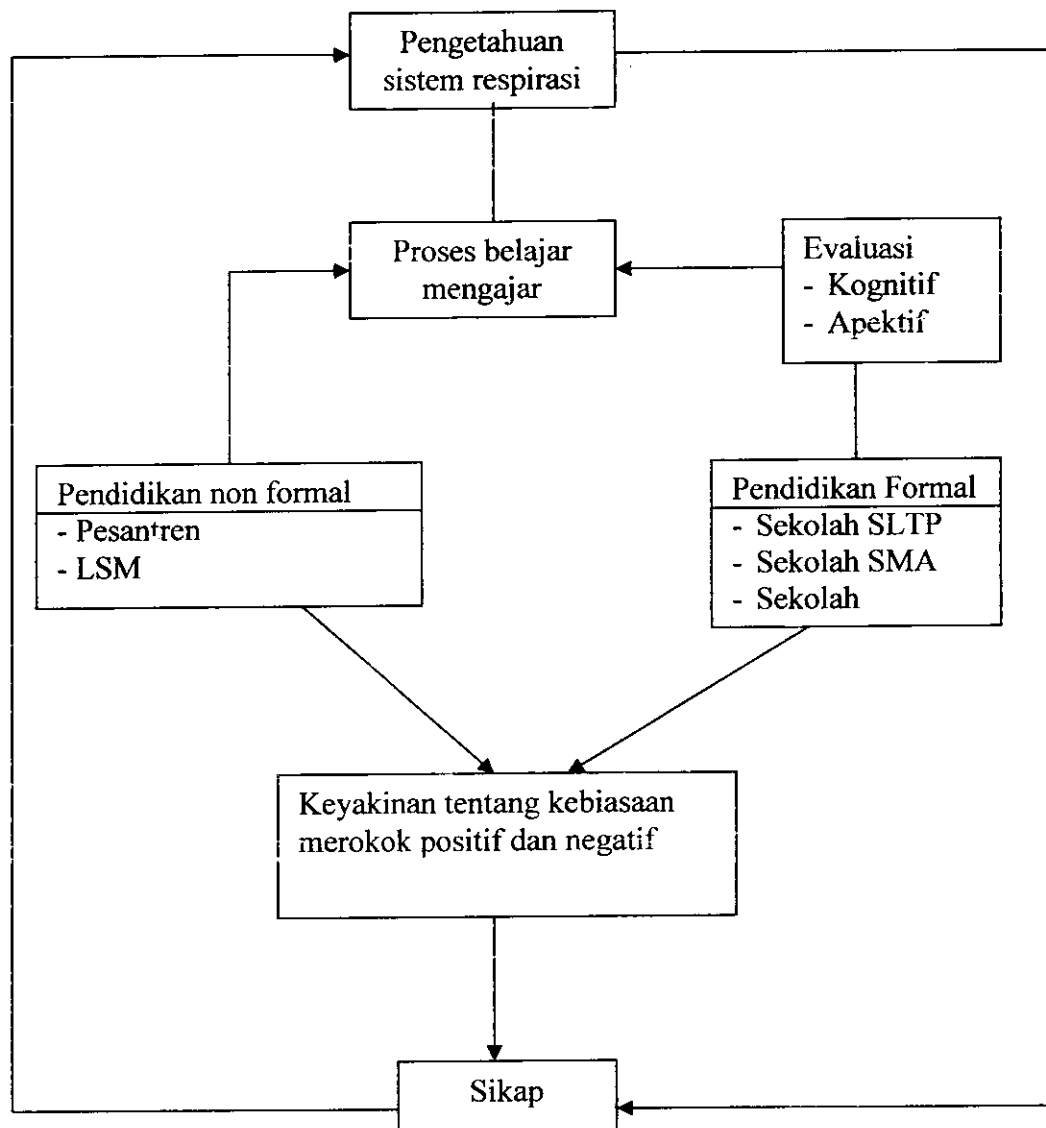 Pengetahuan
sistem respirasi
Proses belajar
mengajar
Evaluasi
- Kognitif
- Apektif
Pendidikan non formal
- Pesantren
- LSM
Pendidikan Formal
- Sekolah SLTP
- Sekolah SMA
- Sekolah
Keyakinan tentang kebiasaan
merokok positif dan negatif
Sikap